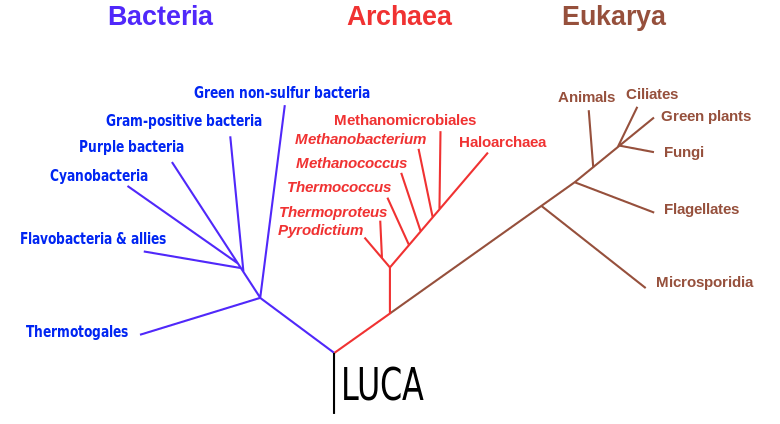 Bacteria
Archaea
Eukarya
Green non-sulfur bacteria
Gram-positive bacteria
Purple bacteria
Cyanobacteria
Flavobacteria & allies
Thermotogales
Methanomicrobiales
Methanobacterium
Haloarchaea
Methanococcus
Thermococcus
Thermoproteus
Pyrodictium
Animals
Ciliates
Green plants
Fungi
Flagellates
Microsporidia
LUCA